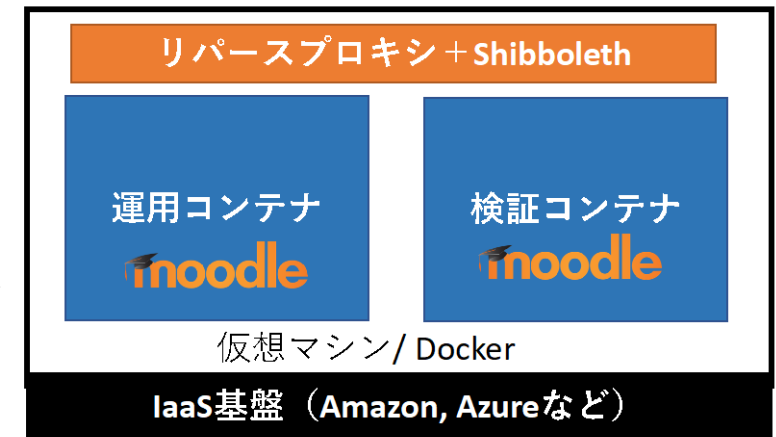 リバースプロキシ＋Shibboleth
運用コンテナ
moodle
検証コンテナ
moodle
仮想マシン/ Docker
IaaS基盤（Amazon, Azureなど）